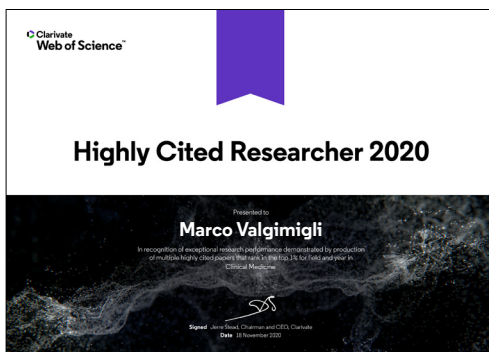 Clarivate
Web of Science™
Highly Cited Researcher 2020
Presented to
Marco Valgimigli
In recognition of exceptional research performance demonstrated by production
of multiple highly cited papers that rank in the top 1% for field and year in
Clinical Medicine
Signed Jerre Stead, Chairman and CEO, Clarivate
Date 18 November 2020